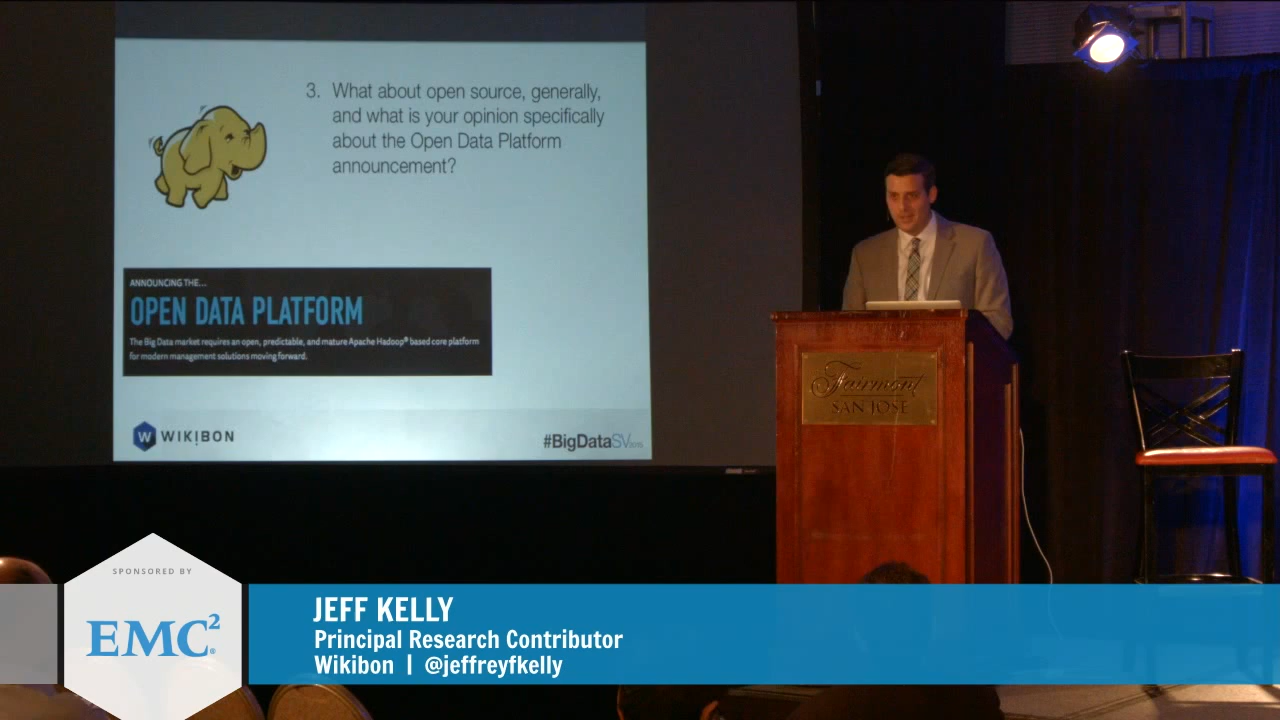 3. What about open source, generally,
and what is your opinion specifically
about the Open Data Platform
announcement?
ANNOUNCING THE...
OPEN DATA PLATFORM
The Big Data market requires an open, predictable, and mature Apache Hadoop® based core platform
for modern management solutions moving forward.
W WIKIBON
#BigDataSV2015
Fairmont
SAN JOSE
SPONSORED BY
EMC²®
JEFF KELLY
Principal Research Contributor
Wikibon | @jeffreyfkelly